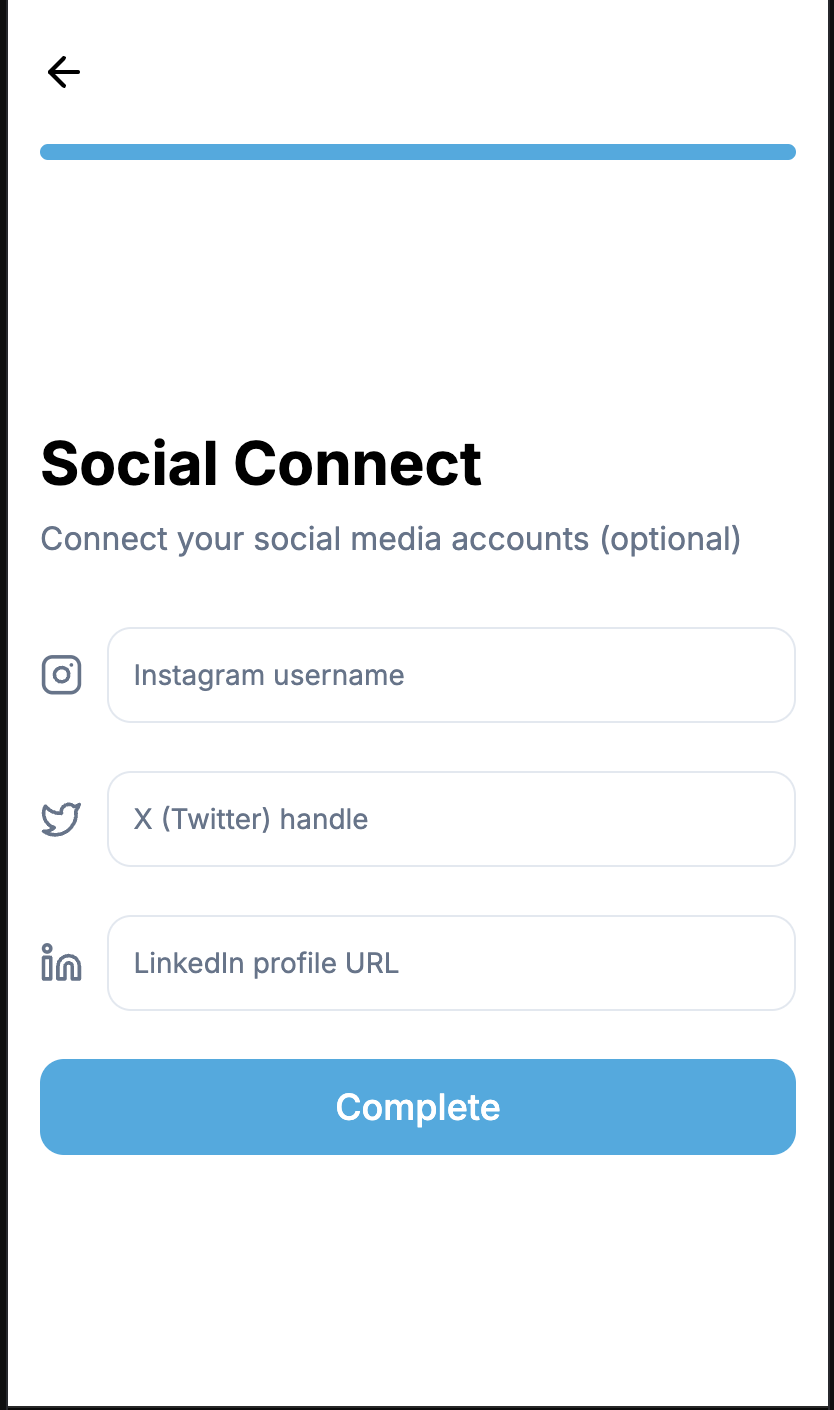 Social Connect
Connect your social media accounts (optional)
Instagram username
X (Twitter) handle
LinkedIn profile URL
Complete